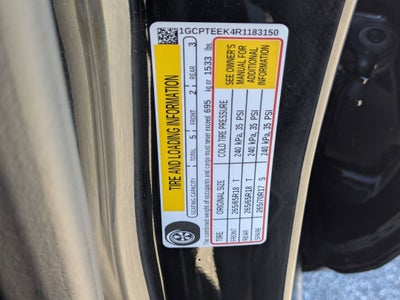 1GCPTEEK4R1183150
TIRE AND LOADING INFORMATION
SEATING CAPACITY TOTAL 5 FRONT 2 REAR 3
The combined weight of occupants and cargo must never exceed 695 kg or 1533 lbs.
TIRE ORIGINAL SIZE COLD TIRE PRESSURE
FRONT 265/65R18 T 240 kPa, 35 PSI
REAR 265/65R18 T 240 kPa, 35 PSI
SPARE 265/70R17 S 240 kPa, 35 PSI
SEE OWNER'S
MANUAL FOR
ADDITIONAL
INFORMATION